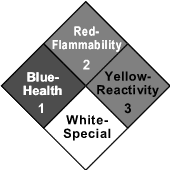 Red-
Flammability
2
Blue-
Health
1
Yellow-
Reactivity
3
White-
Special